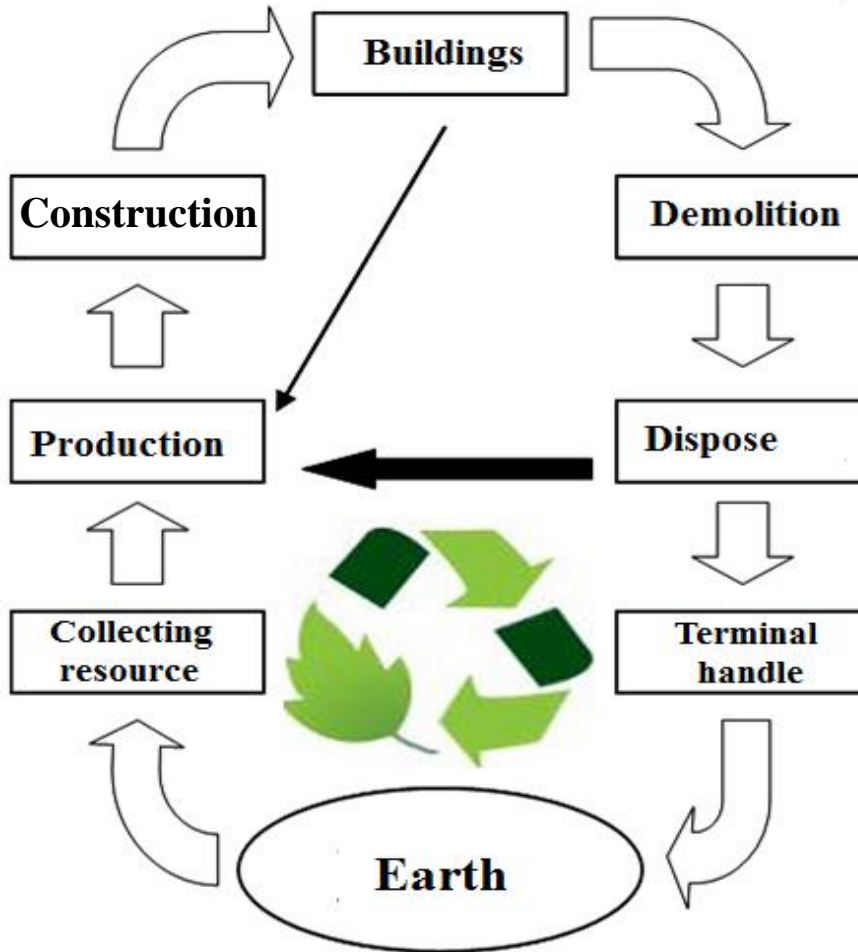 Buildings
Construction
Demolition
Production
Dispose
Collecting
resource
Terminal
handle
Earth